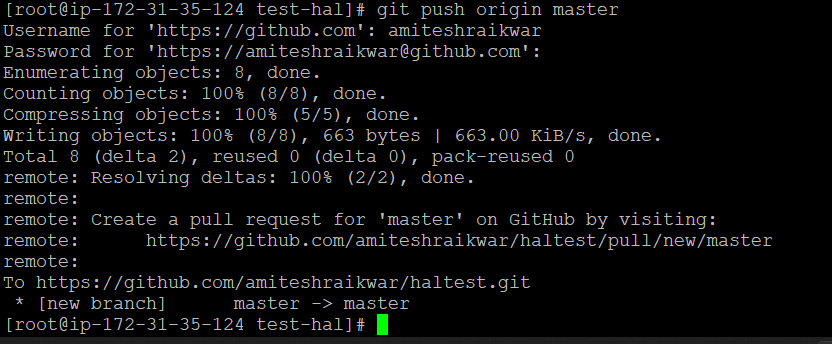 [root@ip-172-31-35-124 test-hal]# git push origin master
Username for 'https://github.com': amiteshraikwar
Password for 'https://amiteshraikwar@github.com':
Enumerating objects: 8, done.
Counting objects: 100% (8/8), done.
Compressing objects: 100% (5/5), done.
Writing objects: 100% (8/8), 663 bytes | 663.00 KiB/s, done.
Total 8 (delta 2), reused 0 (delta 0), pack-reused 0
remote: Resolving deltas: 100% (2/2), done.
remote:
remote: Create a pull request for 'master' on GitHub by visiting:
remote:      https://github.com/amiteshraikwar/haltest/pull/new/master
remote:
To https://github.com/amiteshraikwar/haltest.git
 * [new branch]      master -> master
[root@ip-172-31-35-124 test-hal]#